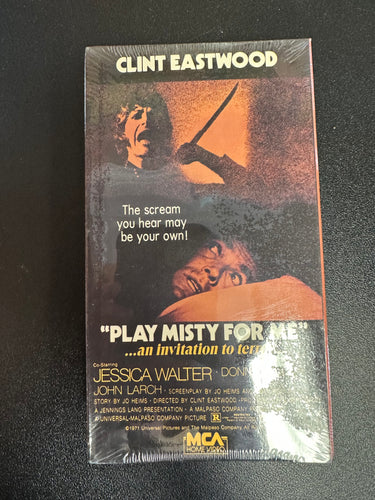 CLINT EASTWOOD
The scream
you hear may
be your own!
"PLAY MISTY FOR ME"
...an invitation to
Co-Starring
JESSICA WALTER ·
JOHN LARCH · SCREENPLAY BY JO HEIMS
STORY BY JO HEIMS · DIRECTED BY CLINT EASTWOOD ·
A JENNINGS LANG PRESENTATION · A MALPASO COMPANY
A UNIVERSAL-MALPASO COMPANY PICTURE R
©1971 Universal Pictures and The Malpaso Company. All
MCA
HOME VIDEO